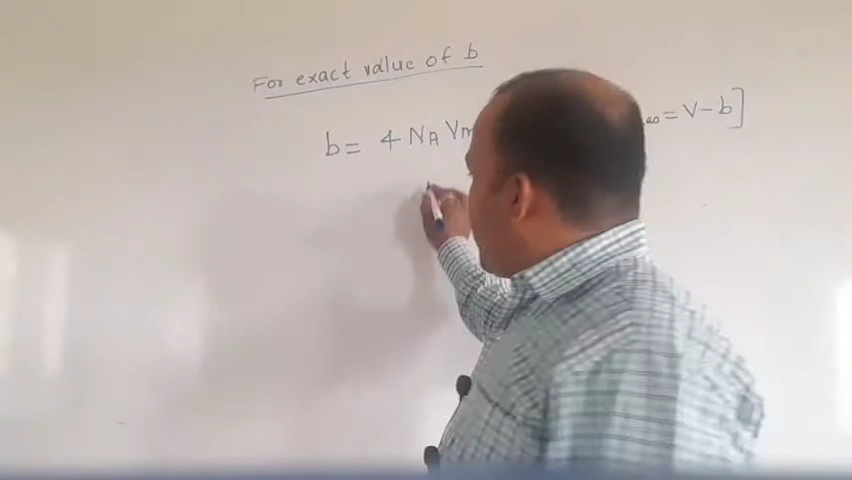 For exact value of b
b = 4 NA Vm = V - b]